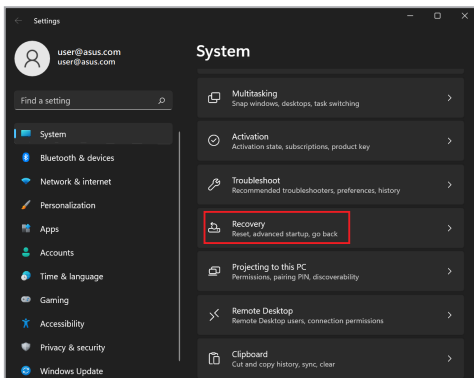 Settings
user@asus.com
user@asus.com
Find a setting
System
Bluetooth & devices
Network & internet
Personalization
Apps
Accounts
Time & language
Gaming
Accessibility
Privacy & security
Windows Update
System
Multitasking
Snap windows, desktops, task switching
Activation
Activation state, subscriptions, product key
Troubleshoot
Recommended troubleshooters, preferences, history
Recovery
Reset, advanced startup, go back
Projecting to this PC
Permissions, pairing PIN, discoverability
Remote Desktop
Remote Desktop users, connection permissions
Clipboard
Cut and copy history, sync, clear